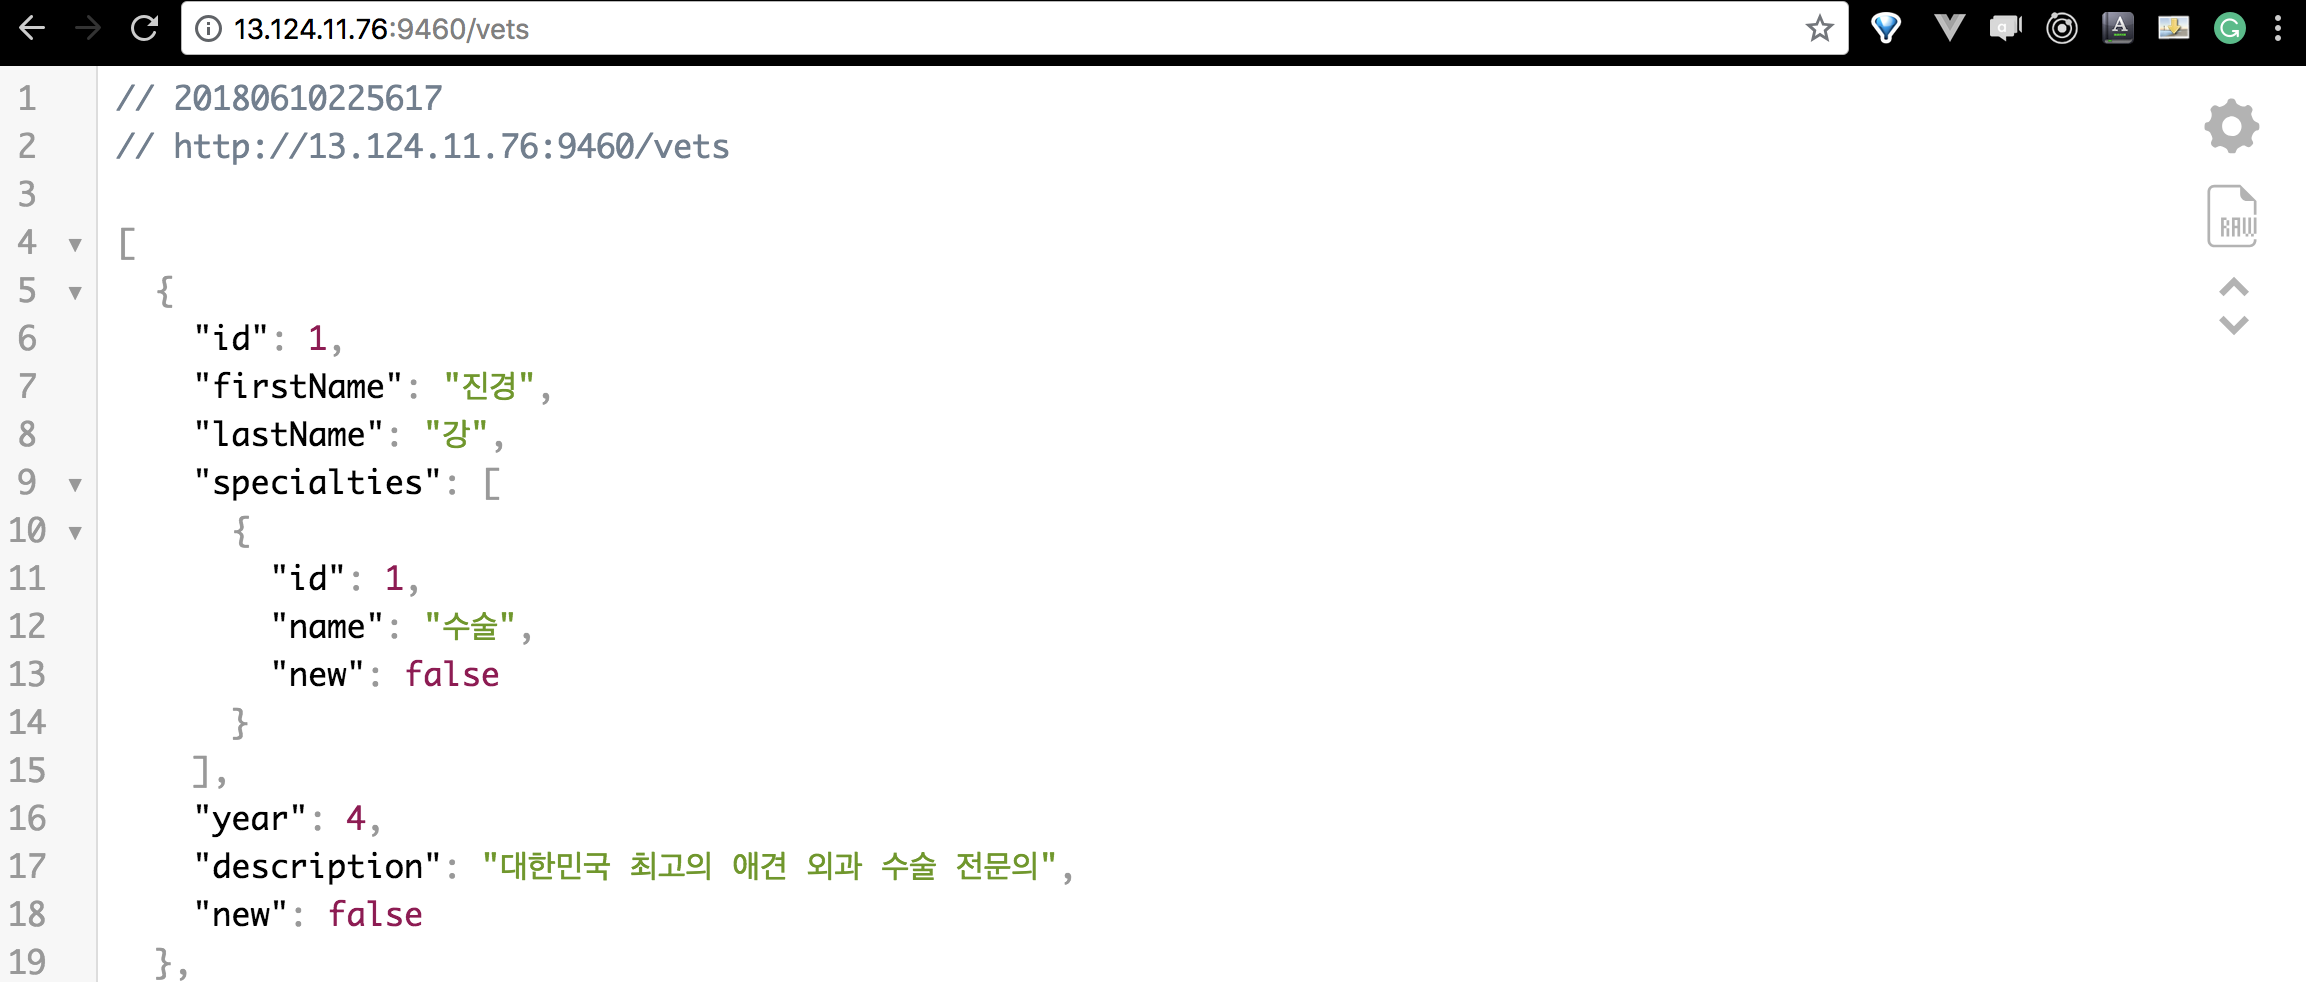 13.124.11.76:9460/vets
1 // 20180610225617
2 // http://13.124.11.76:9460/vets
3
4 [
5 {
6 "id": 1,
7 "firstName": "진경",
8 "lastName": "강",
9 "specialties": [
10 {
11 "id": 1,
12 "name": "수술",
13 "new": false
14 }
15 ],
16 "year": 4,
17 "description": "대한민국 최고의 애견 외과 수술 전문의",
18 "new": false
19 },
RAW